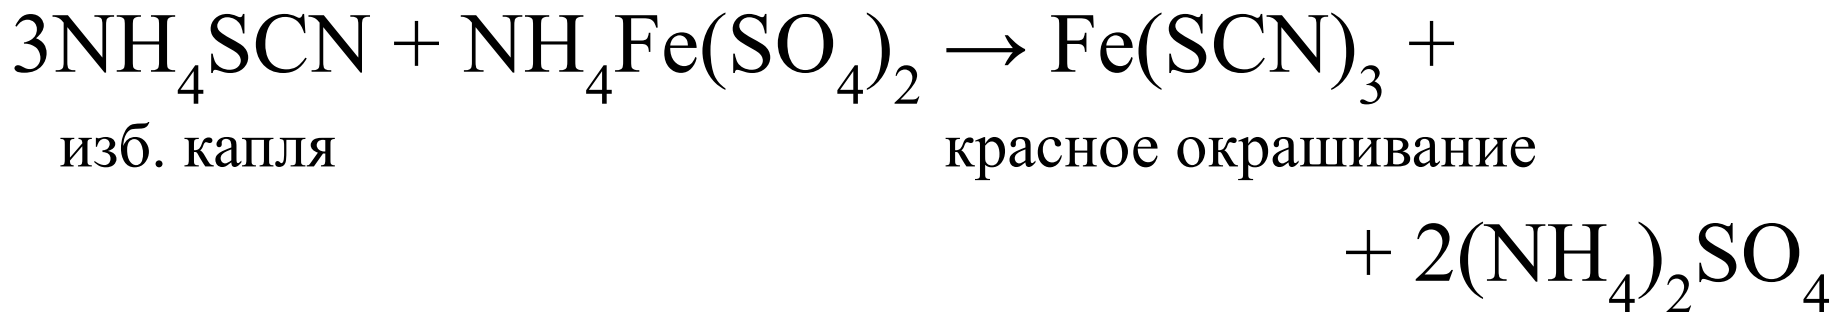 3NH₄SCN + NH₄Fe(SO₄)₂ → Fe(SCN)₃ +
изб. капля красное окрашивание
+ 2(NH₄)₂SO₄